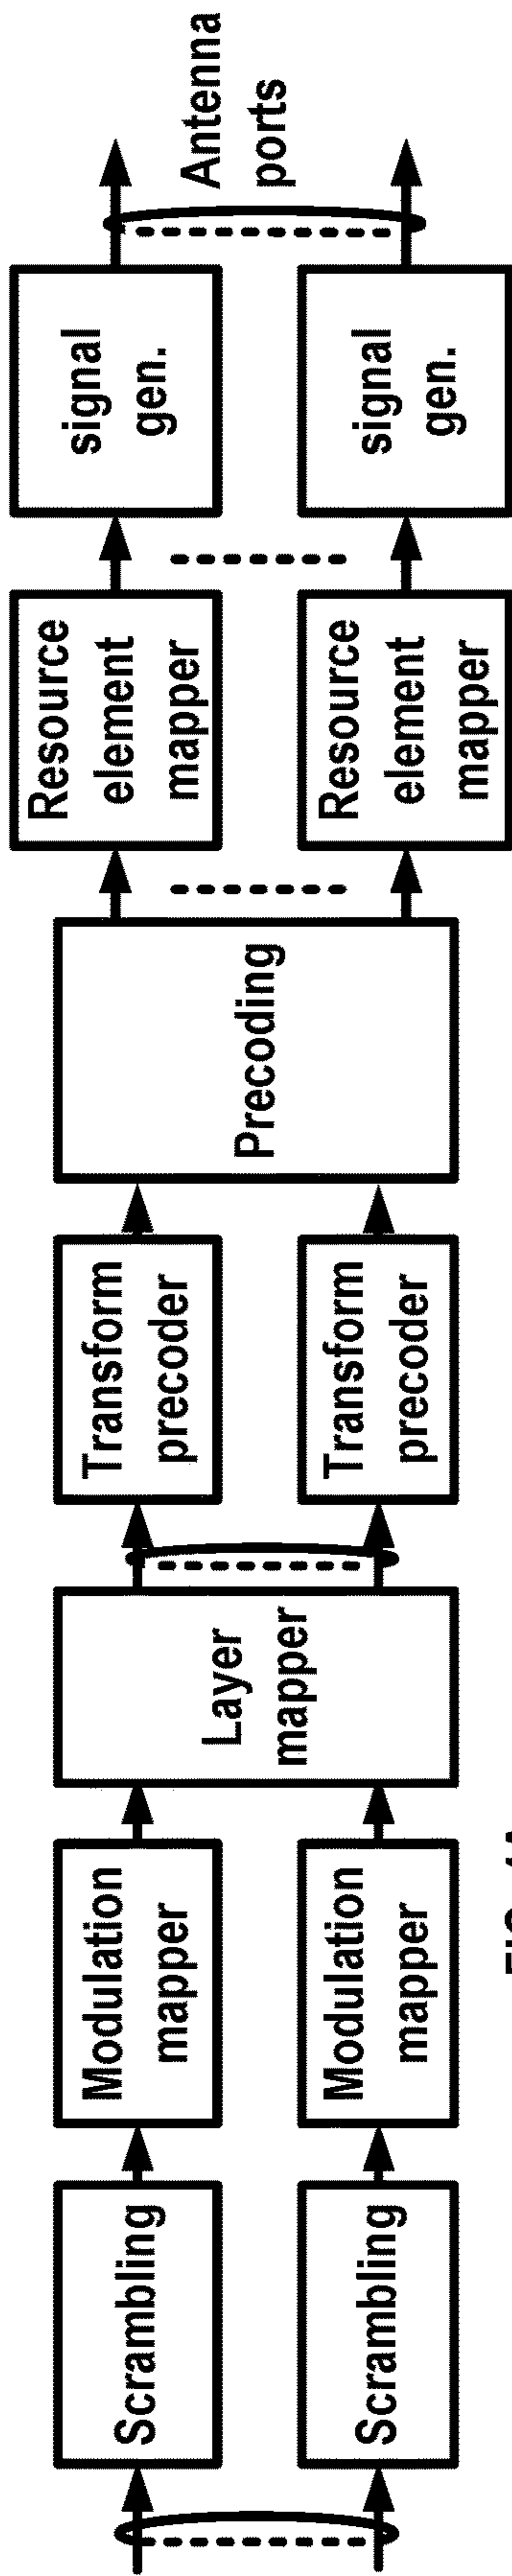 Scrambling
Modulation
mapper
Layer
mapper
Transform
precoder
Precoding
Resource
element
mapper
signal
gen.
Antenna
ports
Scrambling
Modulation
mapper
Transform
precoder
Resource
element
mapper
signal
gen.